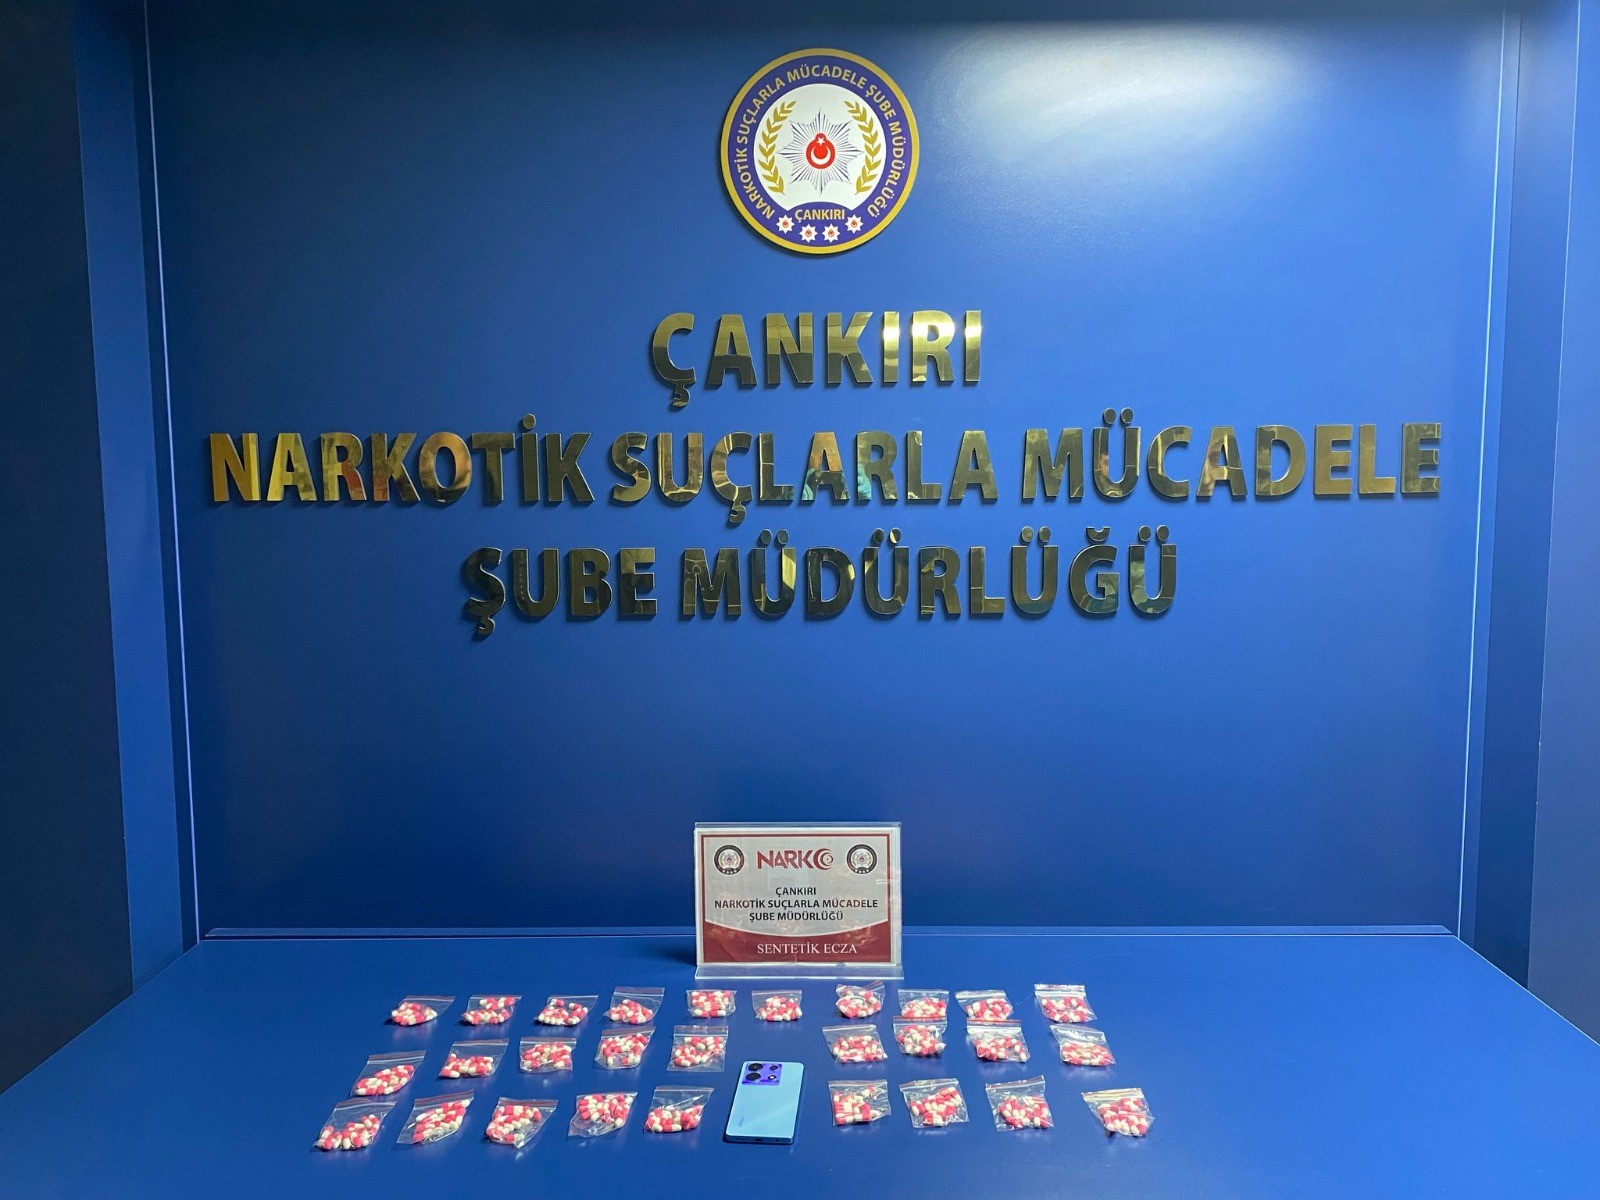 NARKOTİK SUÇLARLA MÜCADELE ŞUBE MÜDÜRLÜĞÜ
ÇANKIRI
ÇANKIRI
NARKOTİK SUÇLARLA MÜCADELE
ŞUBE MÜDÜRLÜĞÜ
NARKO
ÇANKIRI
NARKOTİK SUÇLARLA MÜCADELE
ŞUBE MÜDÜRLÜĞÜ
SENTETİK ECZA